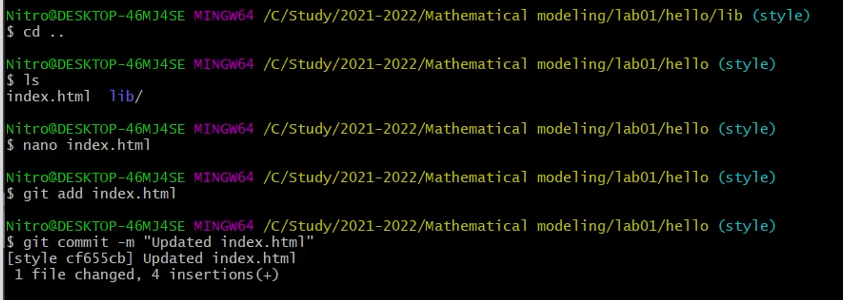 Nitro@DESKTOP-46MJ4SE MINGW64 /C/Study/2021-2022/Mathematical modeling/lab01/hello/lib (style)
$ cd ..
Nitro@DESKTOP-46MJ4SE MINGW64 /C/Study/2021-2022/Mathematical modeling/lab01/hello (style)
$ ls
index.html  lib/
Nitro@DESKTOP-46MJ4SE MINGW64 /C/Study/2021-2022/Mathematical modeling/lab01/hello (style)
$ nano index.html
Nitro@DESKTOP-46MJ4SE MINGW64 /C/Study/2021-2022/Mathematical modeling/lab01/hello (style)
$ git add index.html
Nitro@DESKTOP-46MJ4SE MINGW64 /C/Study/2021-2022/Mathematical modeling/lab01/hello (style)
$ git commit -m "Updated index.html"
[style cf655cb] Updated index.html
 1 file changed, 4 insertions(+)